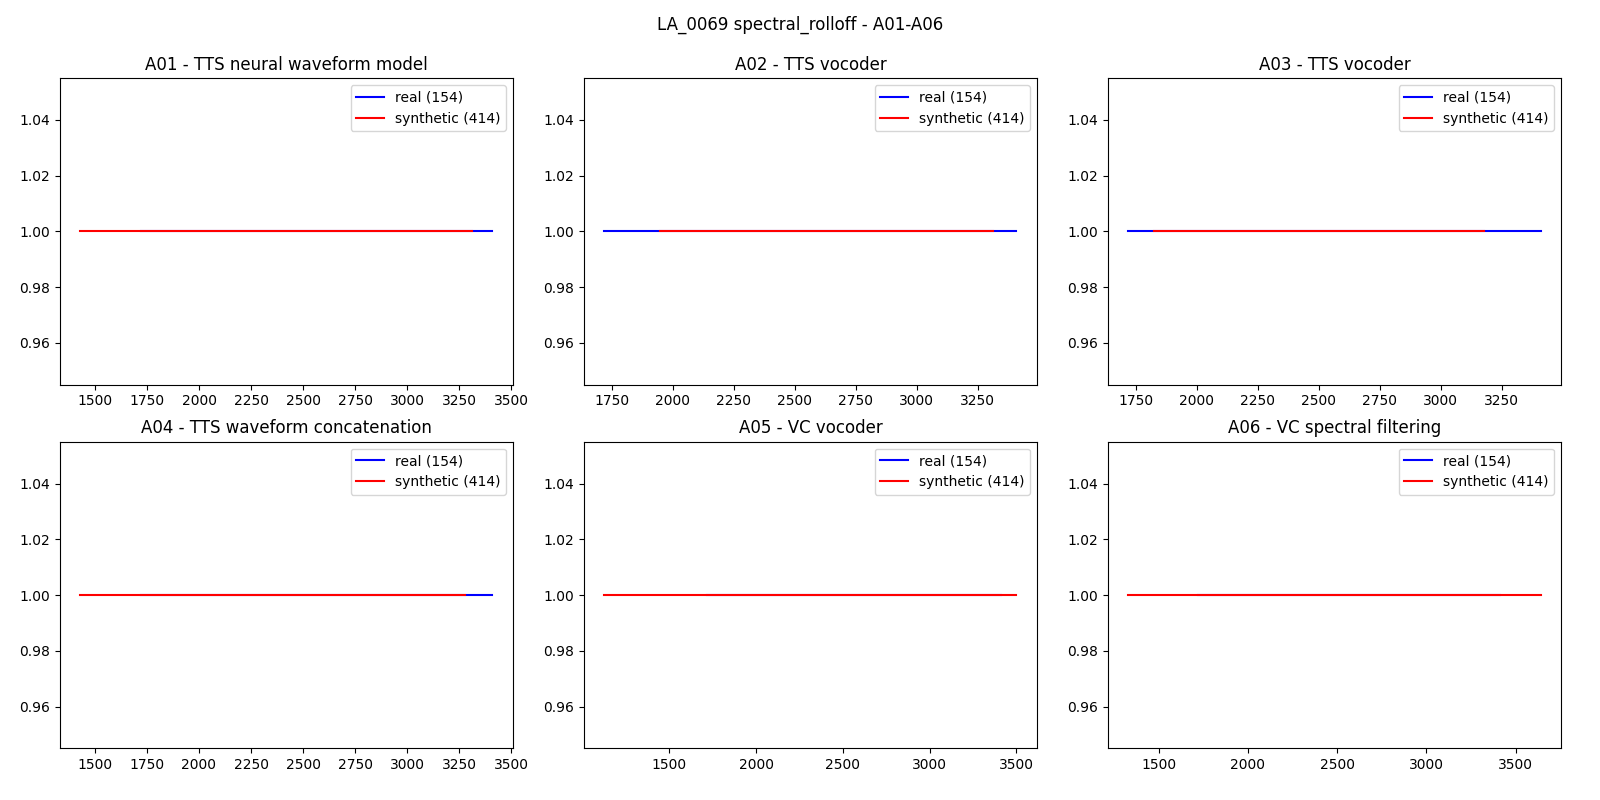 LA_0069 spectral_rolloff - A01-A06
A01 - TTS neural waveform model
real (154)
synthetic (414)
1.04
1.02
1.00
0.98
0.96
1500 1750 2000 2250 2500 2750 3000 3250 3500
A02 - TTS vocoder
real (154)
synthetic (414)
1.04
1.02
1.00
0.98
0.96
1750 2000 2250 2500 2750 3000 3250
A03 - TTS vocoder
real (154)
synthetic (414)
1.04
1.02
1.00
0.98
0.96
1750 2000 2250 2500 2750 3000 3250
A04 - TTS waveform concatenation
real (154)
synthetic (414)
1.04
1.02
1.00
0.98
0.96
1500 1750 2000 2250 2500 2750 3000 3250 3500
A05 - VC vocoder
real (154)
synthetic (414)
1.04
1.02
1.00
0.98
0.96
1500 2000 2500 3000 3500
A06 - VC spectral filtering
real (154)
synthetic (414)
1.04
1.02
1.00
0.98
0.96
1500 2000 2500 3000 3500